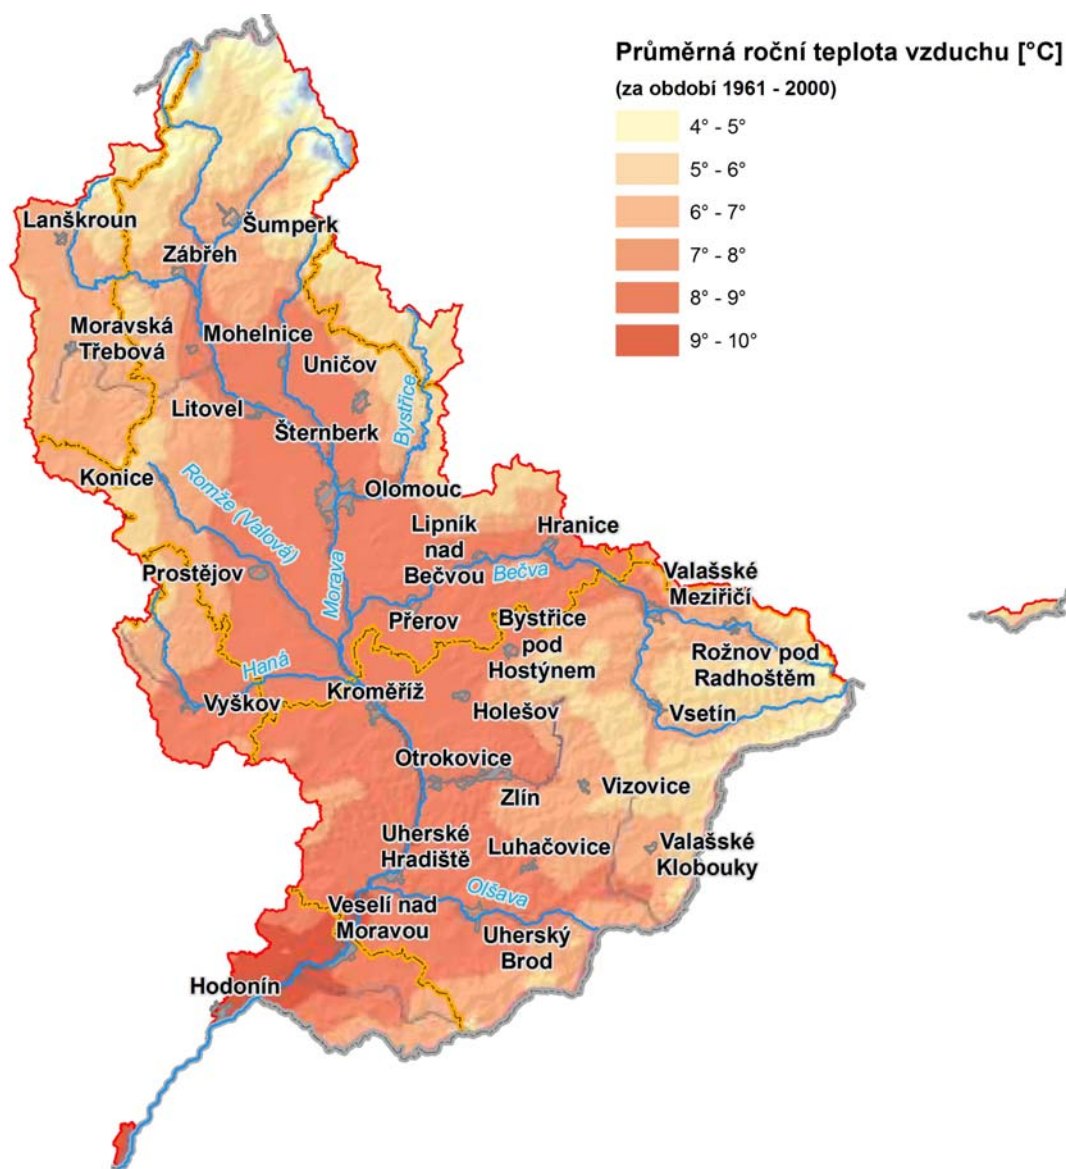 Průměrná roční teplota vzduchu [°C]
(za období 1961 - 2000)
4° - 5°
5° - 6°
6° - 7°
7° - 8°
8° - 9°
9° - 10°
Lanškroun
Šumperk
Zábřeh
Moravská
Třebová
Mohelnice
Uničov
Bystřice
Litovel
Šternberk
Konice
Romže (Valová)
Olomouc
Lipník
nad
Bečvou
Hranice
Bečva
Prostějov
Morava
Přerov
Valašské
Meziříčí
Bystřice
pod
Hostýnem
Rožnov pod
Radhoštěm
Haná
Vyškov
Kroměříž
Holešov
Vsetín
Otrokovice
Zlín
Vizovice
Uherské
Hradiště
Luhačovice
Valašské
Klobouky
Olšava
Veselí nad
Moravou
Uherský
Brod
Hodonín